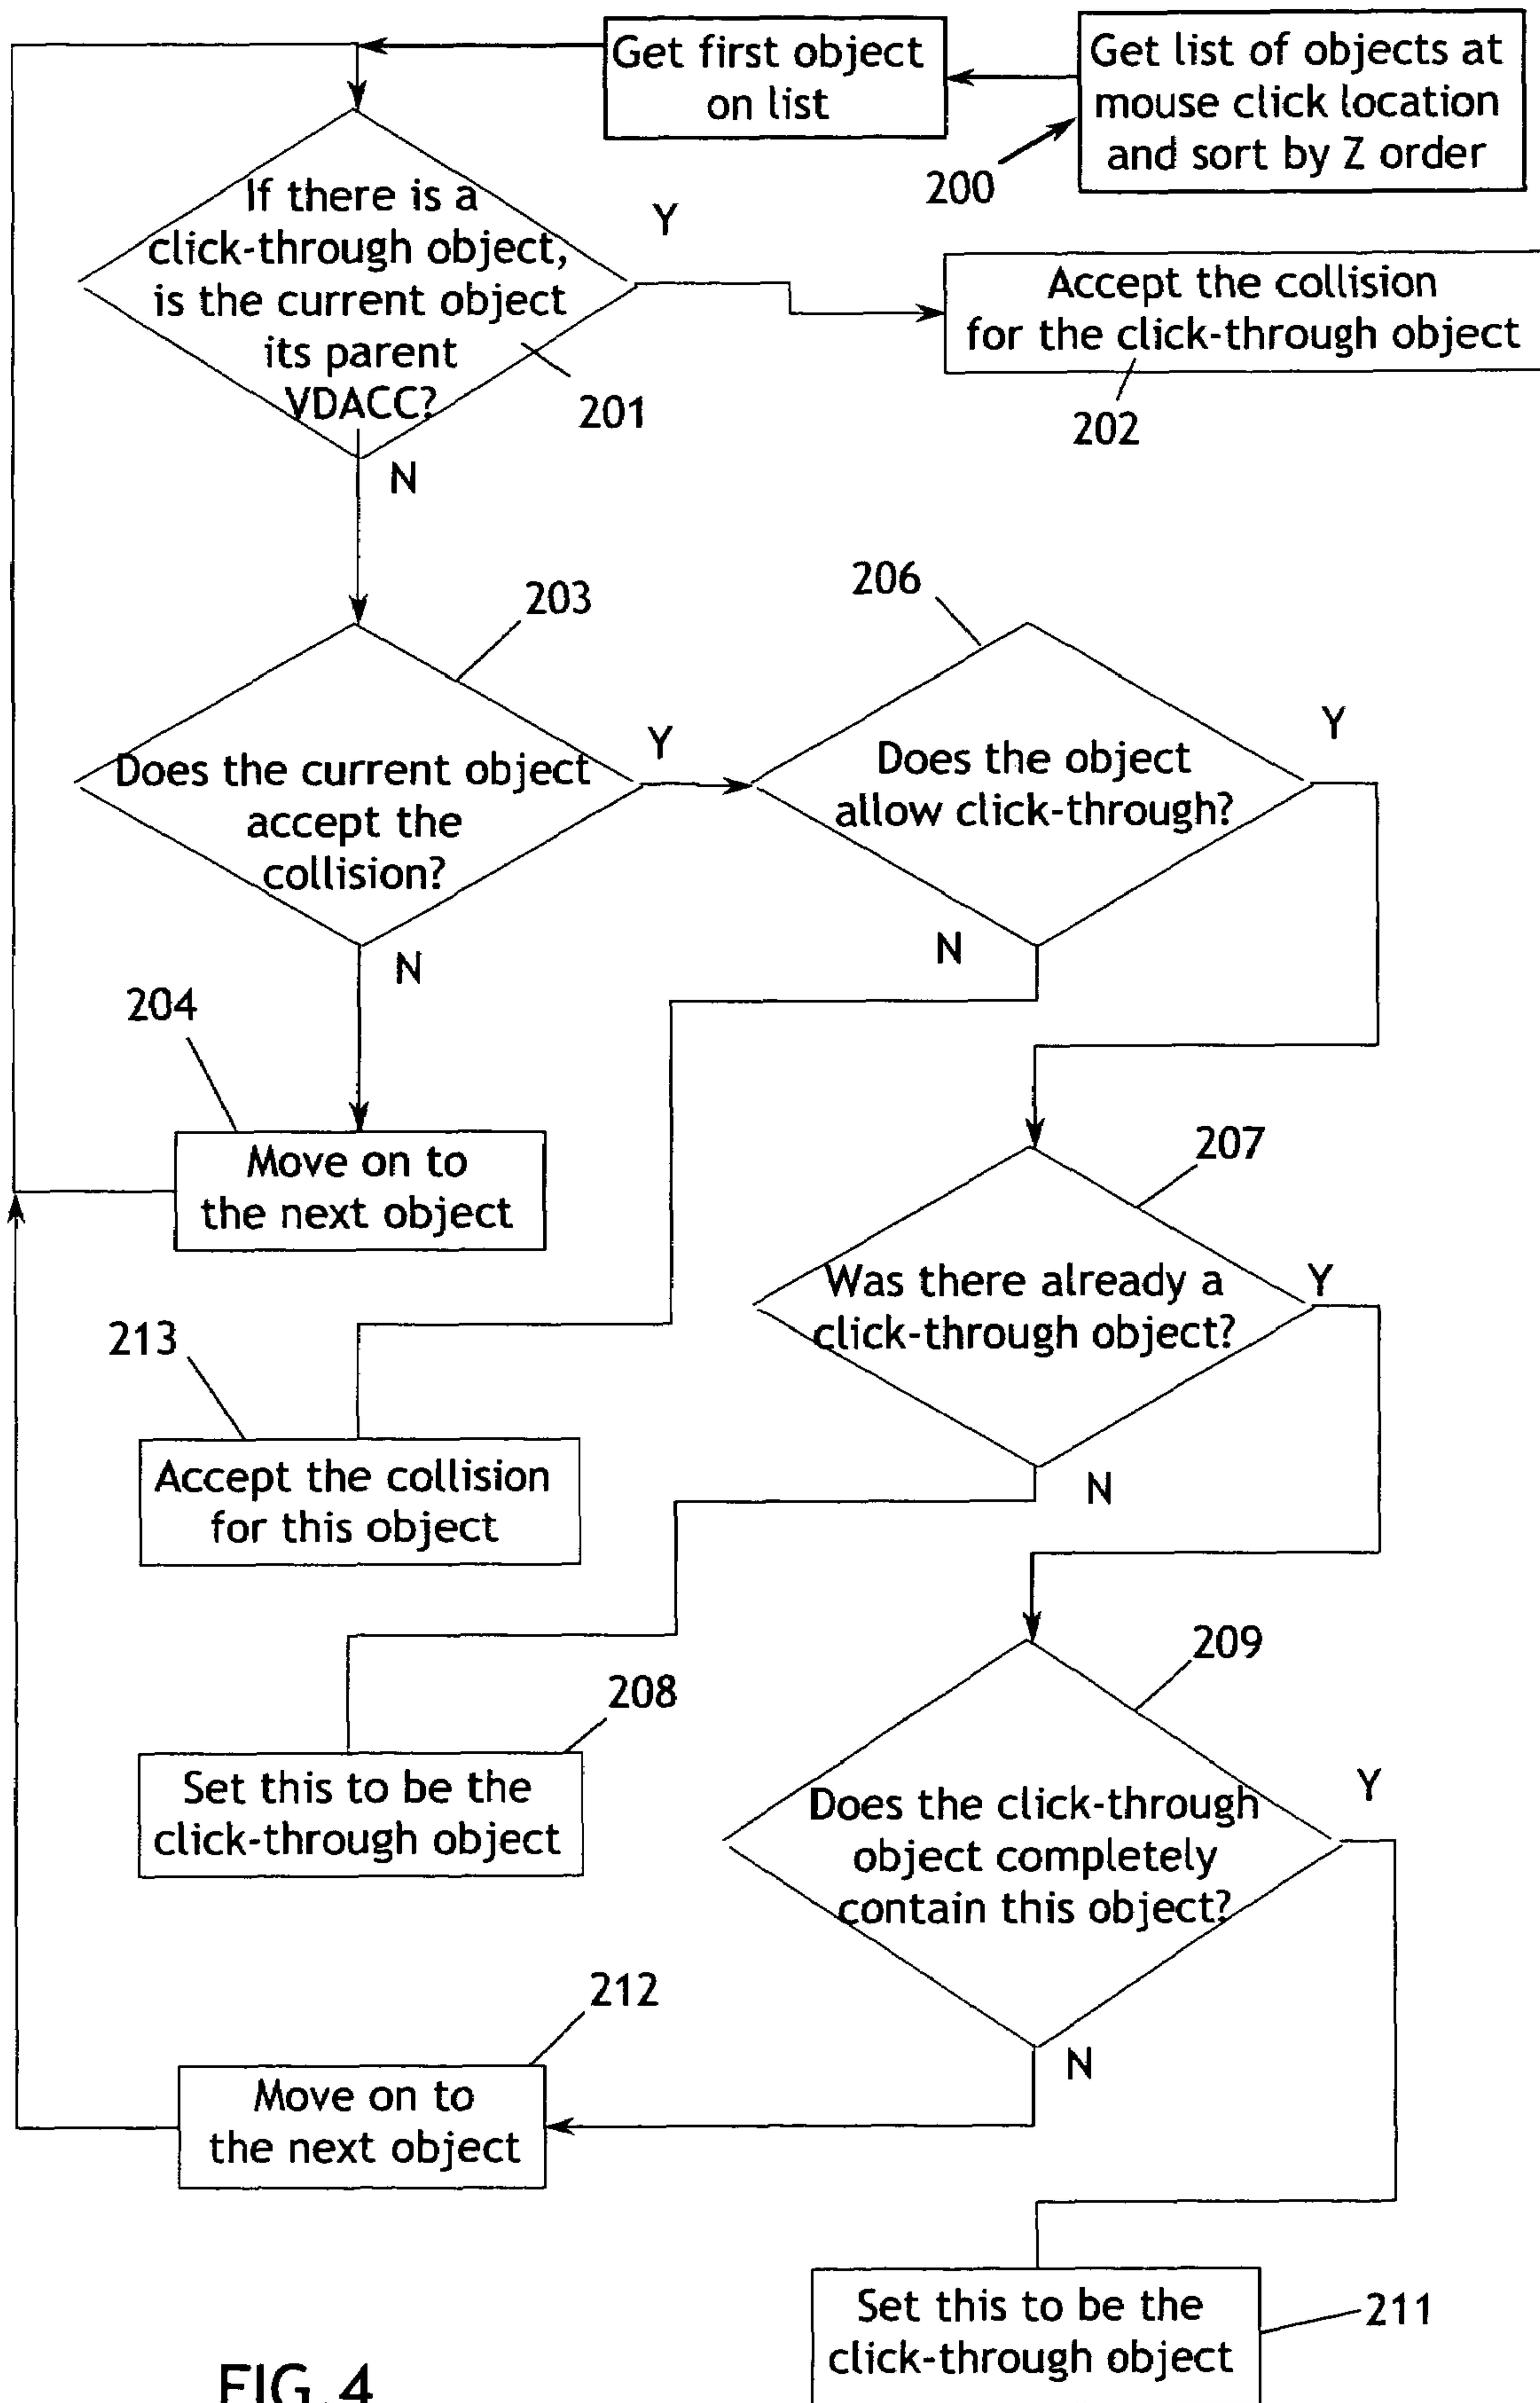 Get first object
on list
Get list of objects at
mouse click location
and sort by Z order
200
If there is a
click-through object,
is the current object
its parent
VDACC?
201
Y
Accept the collision
for the click-through object
202
N
203
Does the current object
accept the
collision?
Y
206
Does the object
allow click-through?
Y
N
N
204
Move on to
the next object
207
Was there already a
click-through object?
Y
213
Accept the collision
for this object
N
208
Set this to be the
click-through object
209
Does the click-through
object completely
contain this object?
Y
212
Move on to
the next object
N
Set this to be the
click-through object
211
FIG. 4